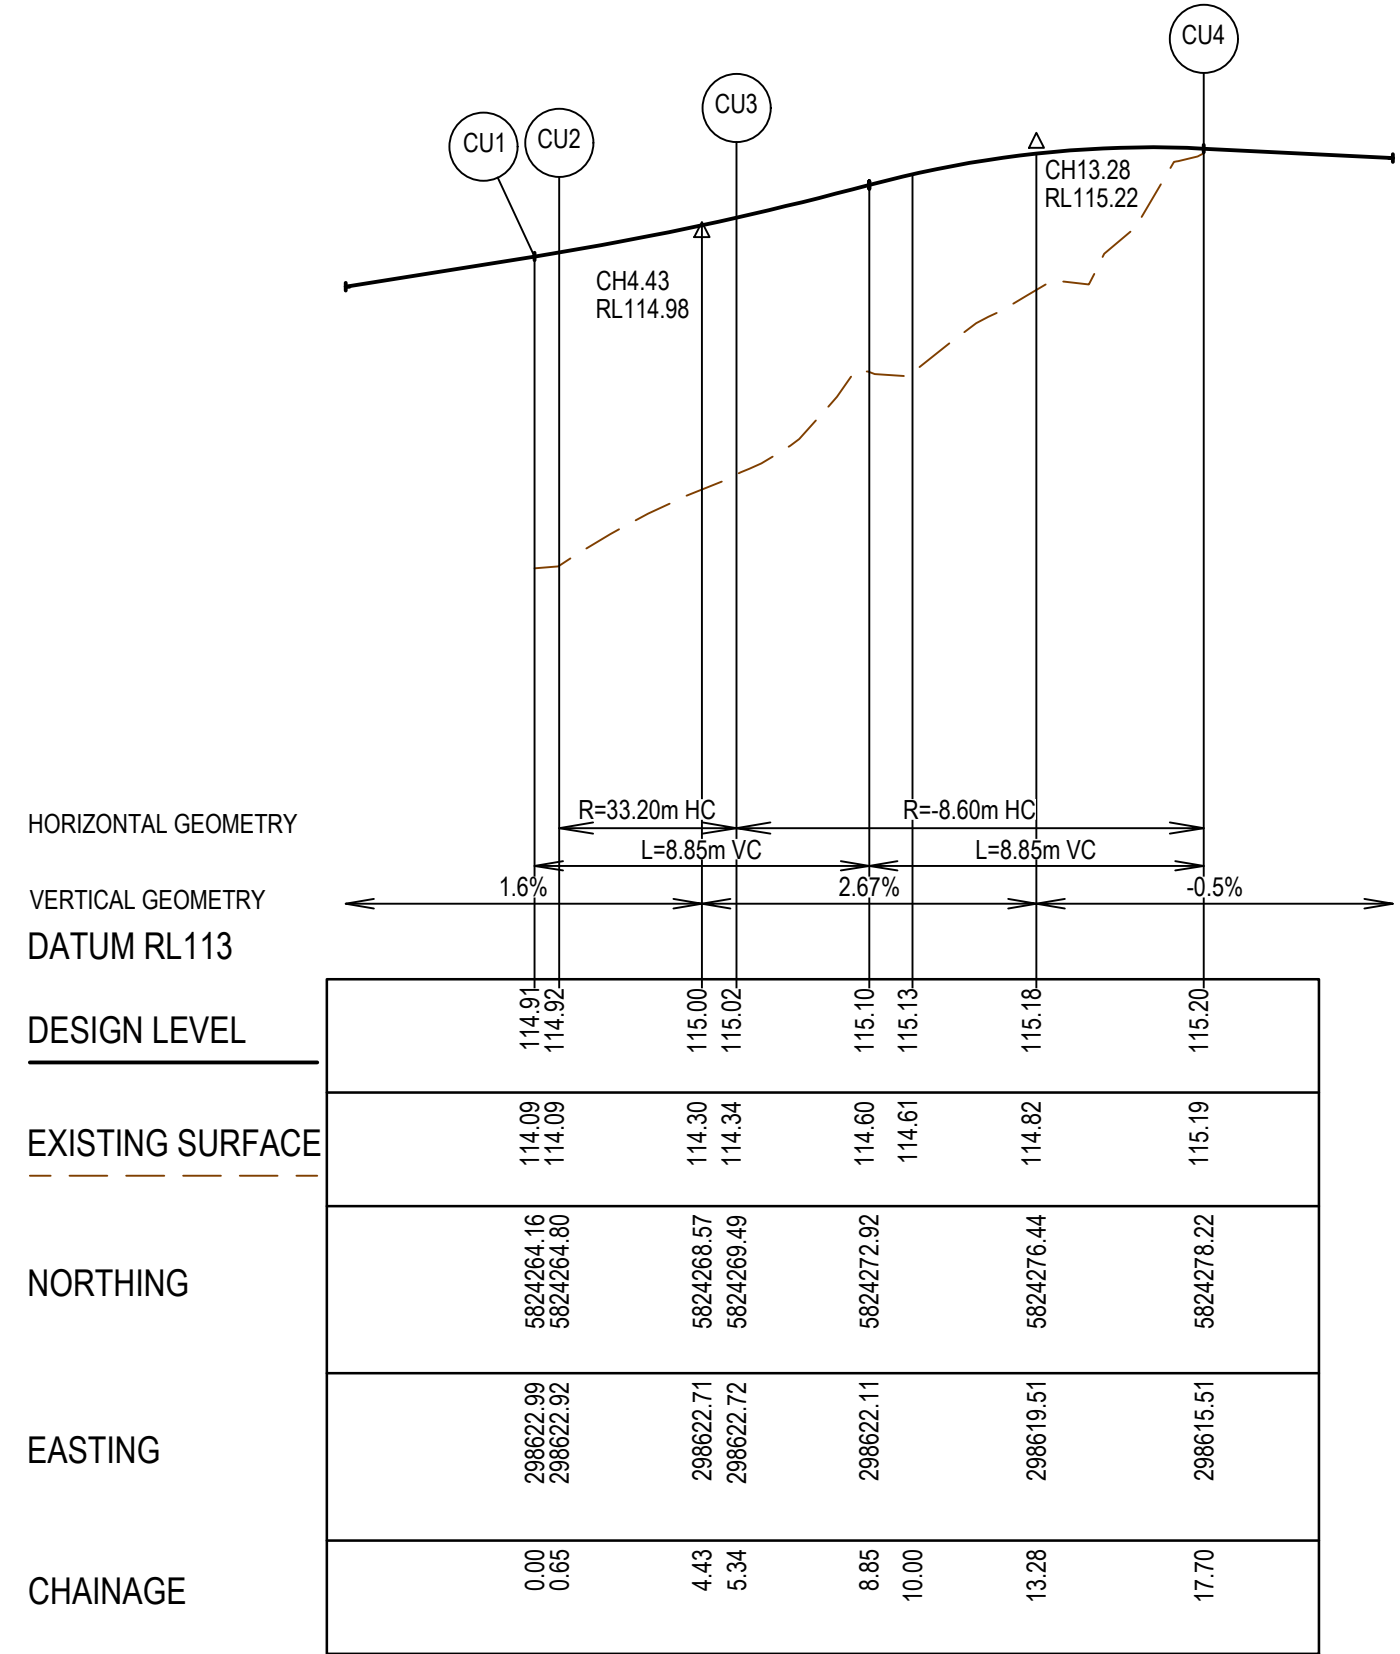 CU4
CU3
CU1
CU2
CH13.28
RL115.22
CH4.43
RL114.98
HORIZONTAL GEOMETRY
R=33.20m HC
R=-8.60m HC
L=8.85m VC
L=8.85m VC
VERTICAL GEOMETRY
1.6%
2.67%
-0.5%
DATUM RL113
DESIGN LEVEL
114.91
114.92
115.00
115.02
115.10
115.13
115.18
115.20
EXISTING SURFACE
114.09
114.09
114.30
114.34
114.60
114.61
114.82
115.19
NORTHING
5824264.16
5824264.80
5824268.57
5824269.49
5824272.92
5824276.44
5824278.22
EASTING
298622.99
298622.92
298622.71
298622.72
298622.11
298619.51
298615.51
CHAINAGE
0.00
0.65
4.43
5.34
8.85
10.00
13.28
17.70